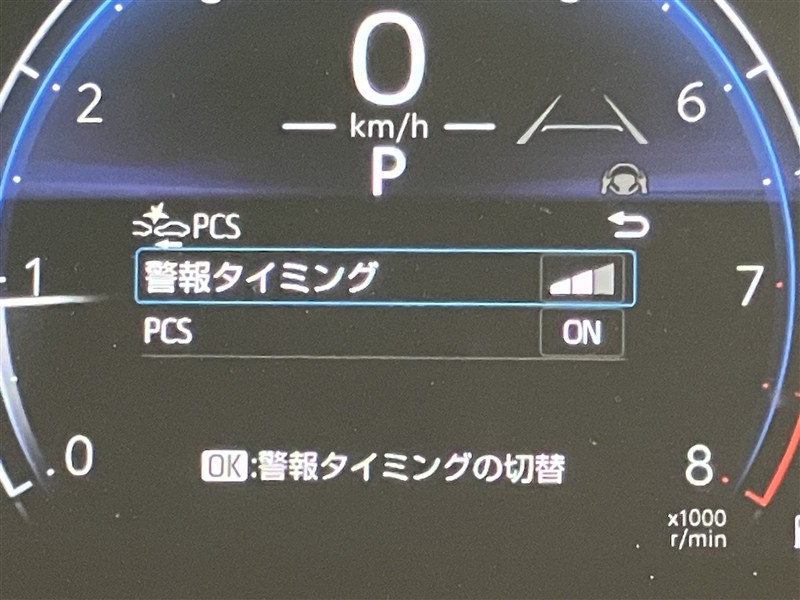 0
km/h
2
6
P
PCS
1
警報タイミング
7
PCS ON
0
OK:警報タイミングの切替
8
x1000
r/min